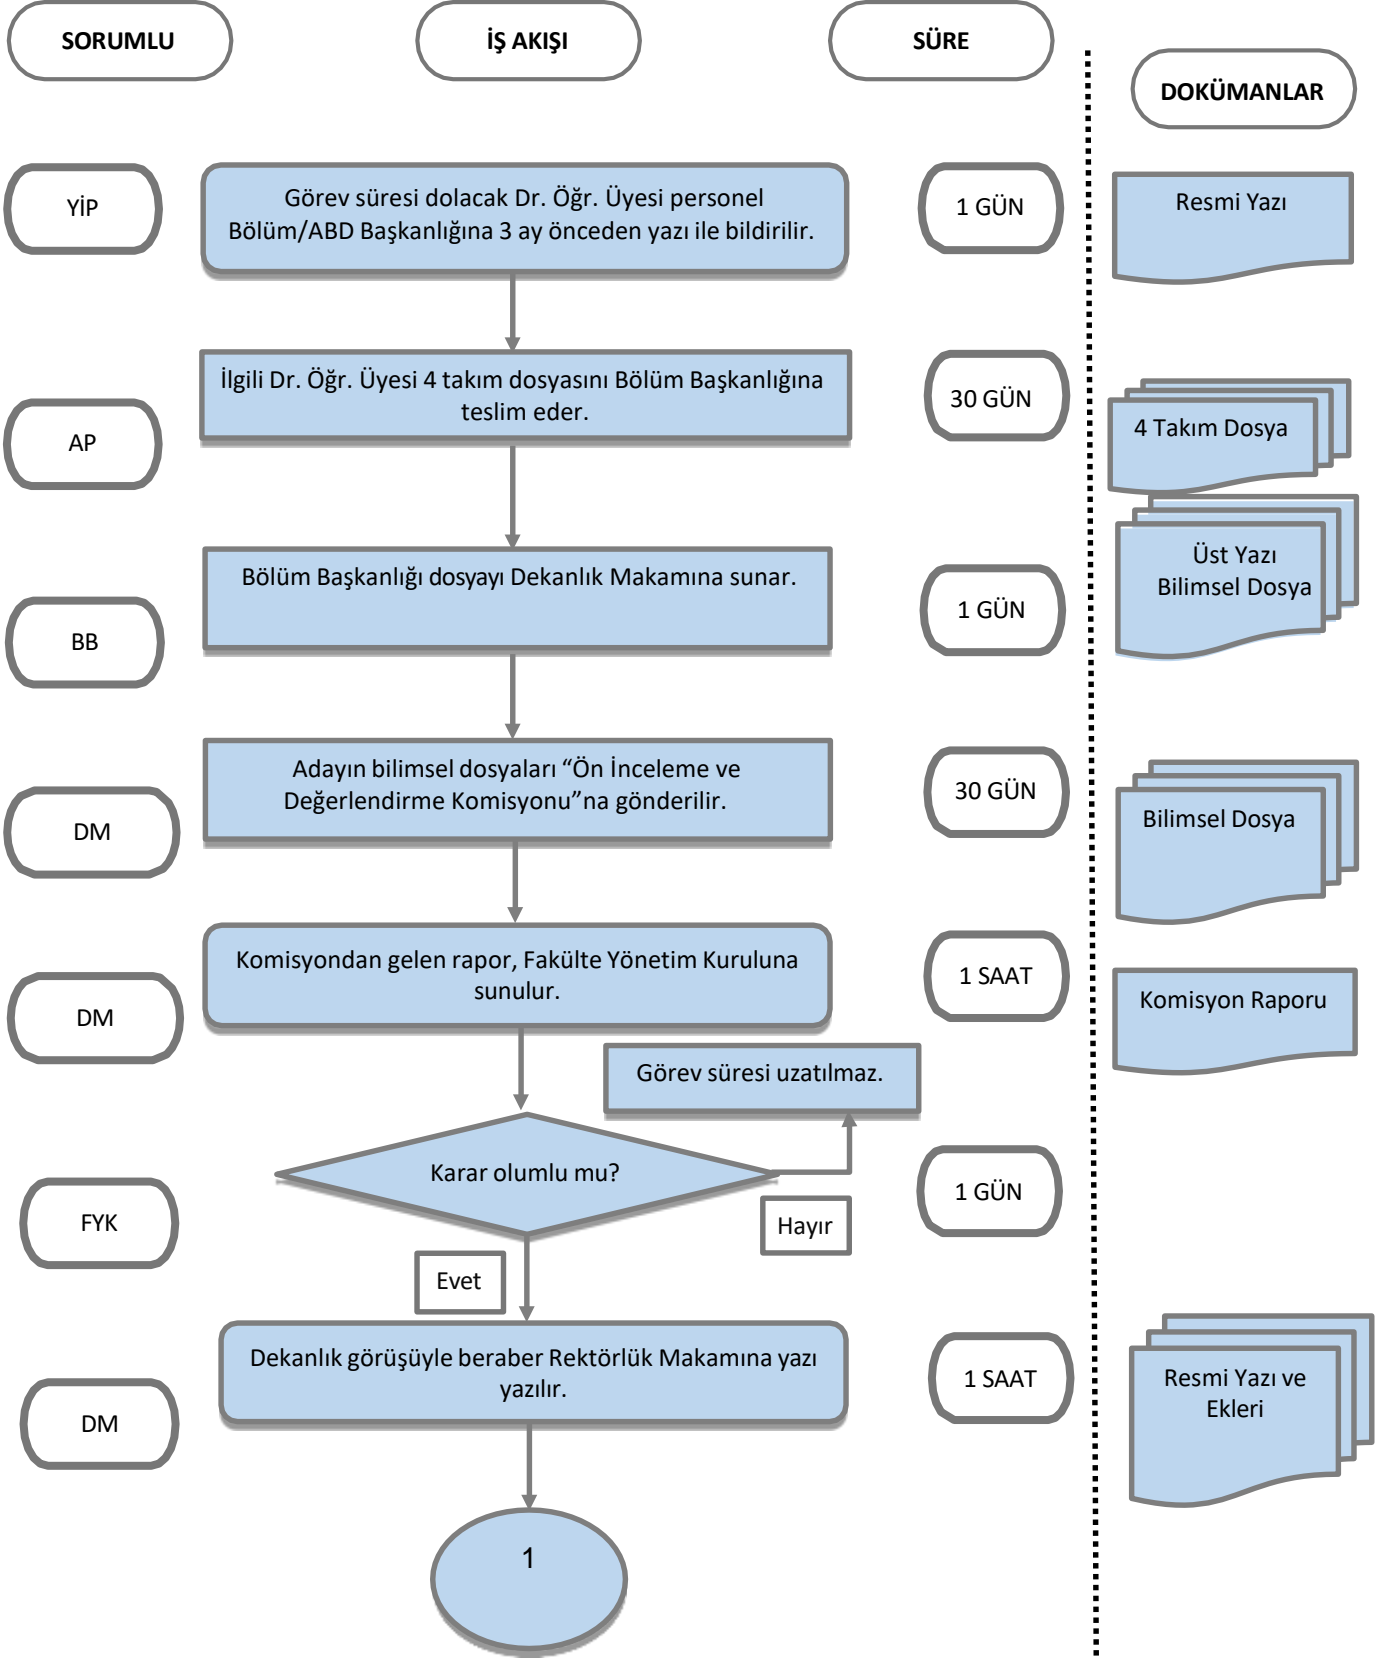 SORUMLU
İŞ AKIŞI
SÜRE
DOKÜMANLAR
YİP
Görev süresi dolacak Dr. Öğr. Üyesi personel
Bölüm/ABD Başkanlığına 3 ay önceden yazı ile bildirilir.
1 GÜN
Resmi Yazı
AP
İlgili Dr. Öğr. Üyesi 4 takım dosyasını Bölüm Başkanlığına
teslim eder.
30 GÜN
4 Takım Dosya
BB
Bölüm Başkanlığı dosyayı Dekanlık Makamına sunar.
1 GÜN
Üst Yazı
Bilimsel Dosya
DM
Adayın bilimsel dosyaları “Ön İnceleme ve
Değerlendirme Komisyonu”na gönderilir.
30 GÜN
Bilimsel Dosya
DM
Komisyondan gelen rapor, Fakülte Yönetim Kuruluna
sunulur.
1 SAAT
Komisyon Raporu
Görev süresi uzatılmaz.
FYK
Karar olumlu mu?
1 GÜN
Hayır
Evet
DM
Dekanlık görüşüyle beraber Rektörlük Makamına yazı
yazılır.
1 SAAT
Resmi Yazı ve
Ekleri
1